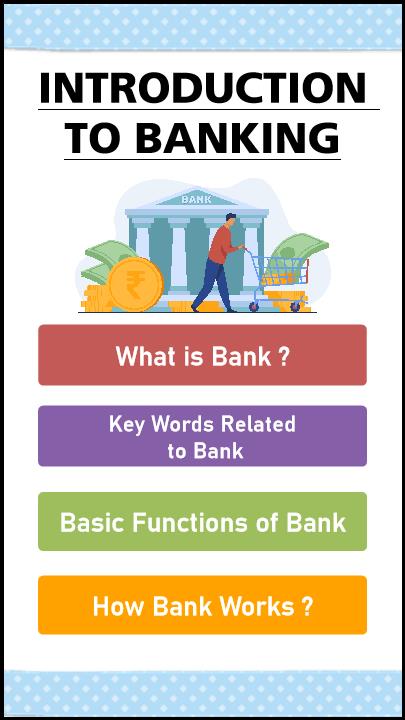 INTRODUCTION
TO BANKING
BANK
₹
What is Bank ?
Key Words Related
to Bank
Basic Functions of Bank
How Bank Works ?